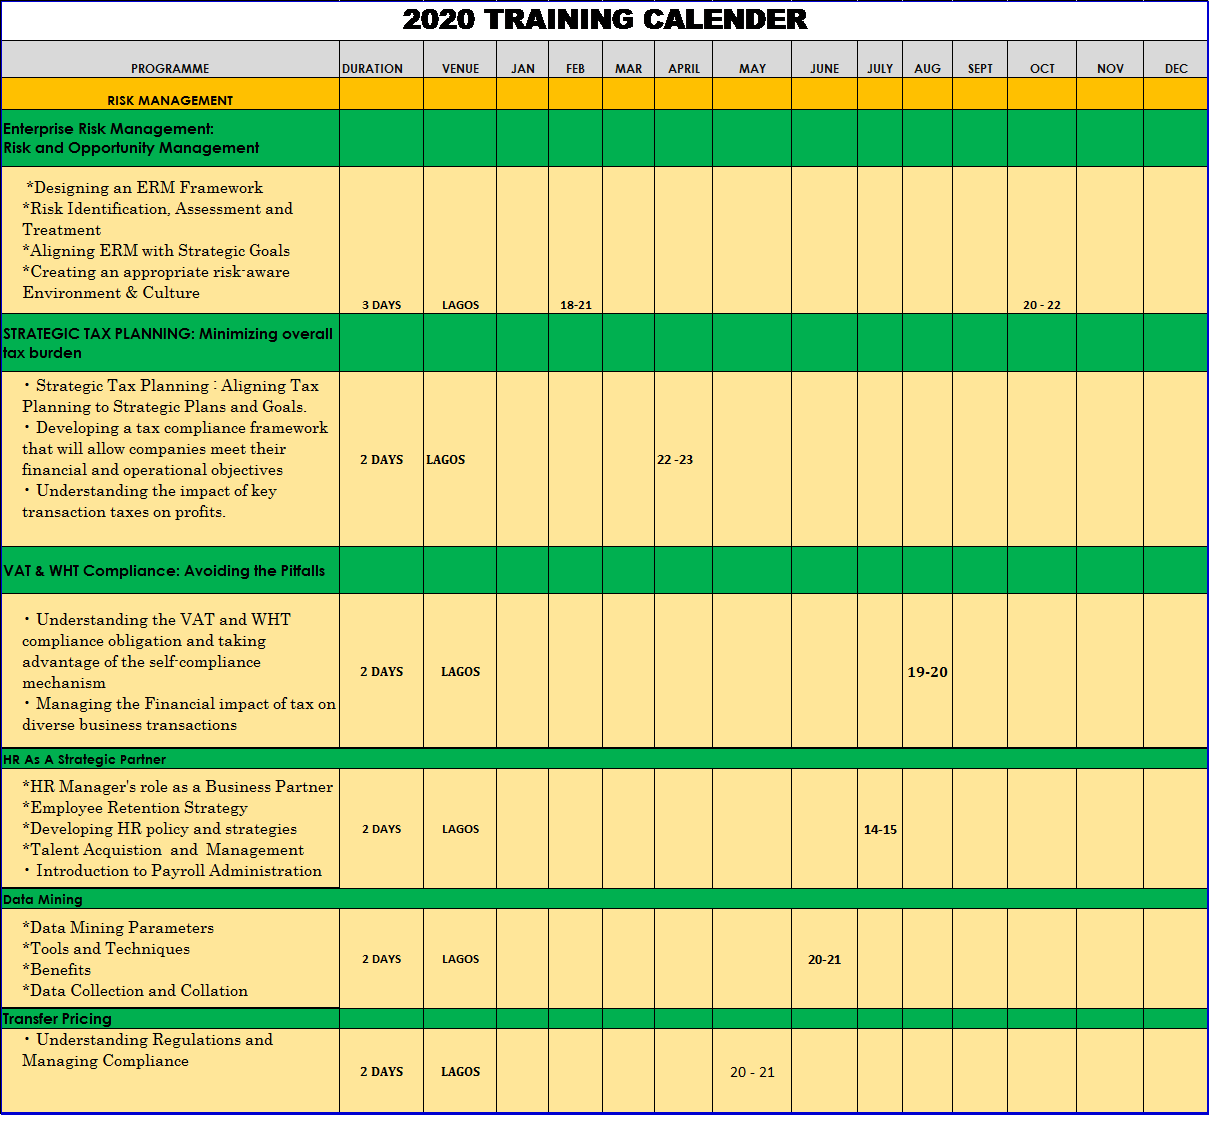 2020 TRAINING CALENDER
PROGRAMME DURATION VENUE JAN FEB MAR APRIL MAY JUNE JULY AUG SEPT OCT NOV DEC
RISK MANAGEMENT
Enterprise Risk Management:
Risk and Opportunity Management
*Designing an ERM Framework
*Risk Identification, Assessment and
Treatment
*Aligning ERM with Strategic Goals
*Creating an appropriate risk-aware
Environment & Culture
3 DAYS LAGOS 18-21 20 - 22
STRATEGIC TAX PLANNING: Minimizing overall
tax burden
• Strategic Tax Planning : Aligning Tax
Planning to Strategic Plans and Goals.
• Developing a tax compliance framework
that will allow companies meet their
financial and operational objectives
• Understanding the impact of key
transaction taxes on profits.
2 DAYS LAGOS 22 -23
VAT & WHT Compliance: Avoiding the Pitfalls
• Understanding the VAT and WHT
compliance obligation and taking
advantage of the self-compliance
mechanism
• Managing the Financial impact of tax on
diverse business transactions
2 DAYS LAGOS 19-20
HR As A Strategic Partner
*HR Manager's role as a Business Partner
*Employee Retention Strategy
*Developing HR policy and strategies
*Talent Acquistion and Management
• Introduction to Payroll Administration
2 DAYS LAGOS 14-15
Data Mining
*Data Mining Parameters
*Tools and Techniques
*Benefits
*Data Collection and Collation
2 DAYS LAGOS 20-21
Transfer Pricing
• Understanding Regulations and
Managing Compliance
2 DAYS LAGOS 20 - 21